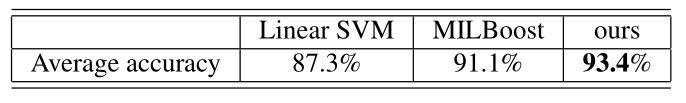 Linear SVM MILBoost ours
Average accuracy 87.3% 91.1% 93.4%